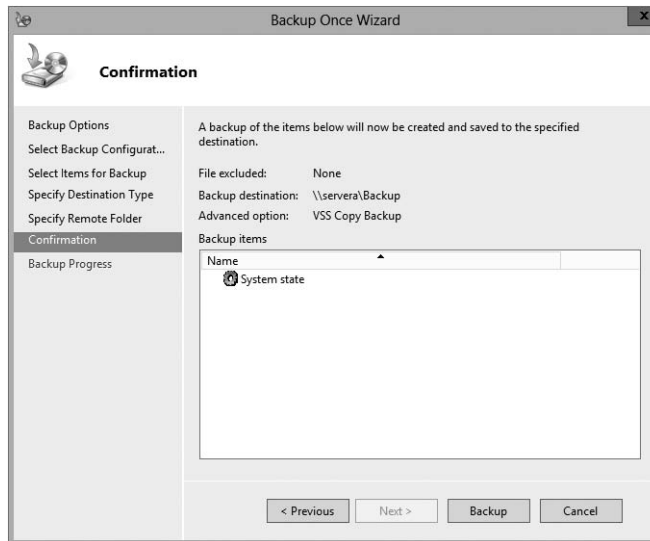 Backup Once Wizard
x
Confirmation
Backup Options
Select Backup Configurat...
Select Items for Backup
Specify Destination Type
Specify Remote Folder
Confirmation
Backup Progress
A backup of the items below will now be created and saved to the specified
destination.
File excluded: None
Backup destination: \\servera\Backup
Advanced option: VSS Copy Backup
Backup items
Name
System state
< Previous
Next >
Backup
Cancel